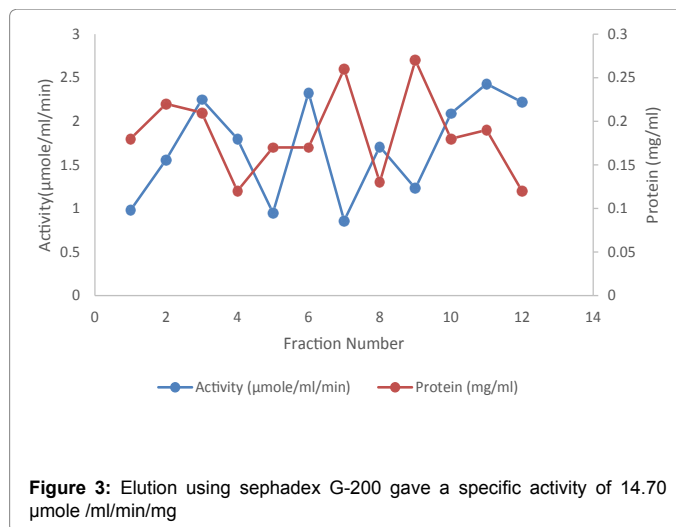 3
2.5
2
1.5
1
0.5
0
Activity(µmole/ml/min)
0.3
0.25
0.2
0.15
0.1
0.05
0
Protein (mg/ml)
0 2 4 6 8 10 12 14
Fraction Number
Activity (µmole/ml/min) Protein (mg/ml)
Figure 3: Elution using sephadex G-200 gave a specific activity of 14.70
µmole /ml/min/mg